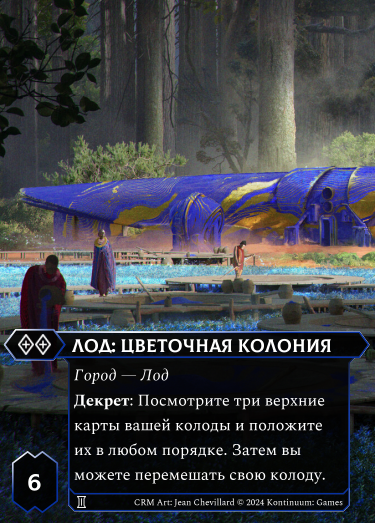 ЛОД: ЦВЕТОЧНАЯ КОЛОНИЯ
Город — Лод
Декрет: Посмотрите три верхние
карты вашей колоды и положите
их в любом порядке. Затем вы
можете перемешать свою колоду.
6
CRM Art: Jean Chevillard © 2024 Kontinuum: Games